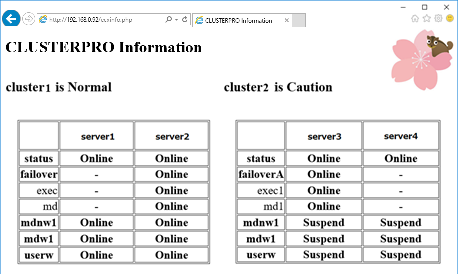 http://192.168.0.92/ecxinfo.php
CLUSTERPRO Information
CLUSTERPRO Information
cluster1 is Normal
cluster2 is Caution
server1 server2
status Online Online
failover - Online
exec - Online
md - Online
mdnw1 Online Online
mdw1 Online Online
userw Online Online
server3 server4
status Online Online
failoverA Online -
exec1 Online -
md1 Online -
mdnw1 Suspend Suspend
mdw1 Suspend Suspend
userw Suspend Suspend